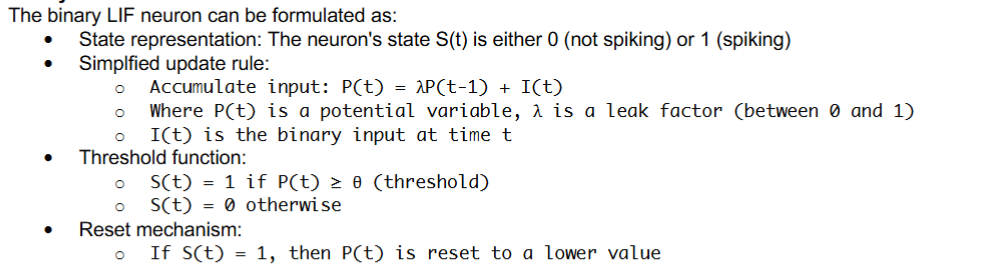 The binary LIF neuron can be formulated as:
• State representation: The neuron's state S(t) is either 0 (not spiking) or 1 (spiking)
• Simplfied update rule:
o Accumulate input: P(t) = λP(t-1) + I(t)
o Where P(t) is a potential variable, λ is a leak factor (between 0 and 1)
o I(t) is the binary input at time t
• Threshold function:
o S(t) = 1 if P(t) ≥ θ (threshold)
o S(t) = 0 otherwise
• Reset mechanism:
o If S(t) = 1, then P(t) is reset to a lower value